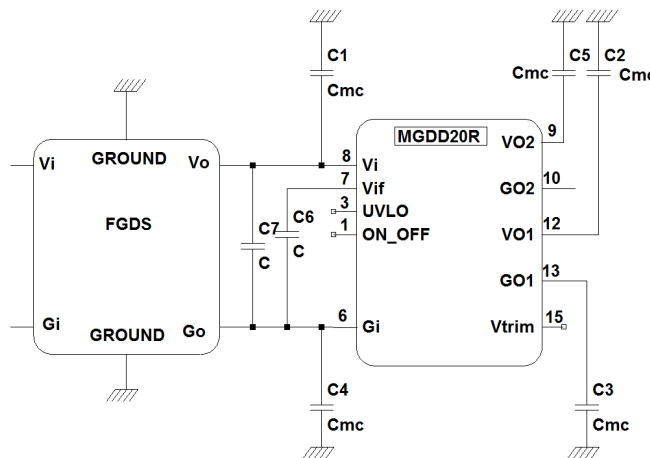 C1
Cmc
C5
C2
Cmc
Cmc
MGDD20R
9
VO2
Vi
GROUND
Vo
8
Vi
7
Vif
10
GO2
3
UVLO
FGDS
C7
C6
1
ON_OFF
12
VO1
C
C
13
GO1
Gi
GROUND
Go
6
Gi
15
Vtrim
C4
Cmc
C3
Cmc